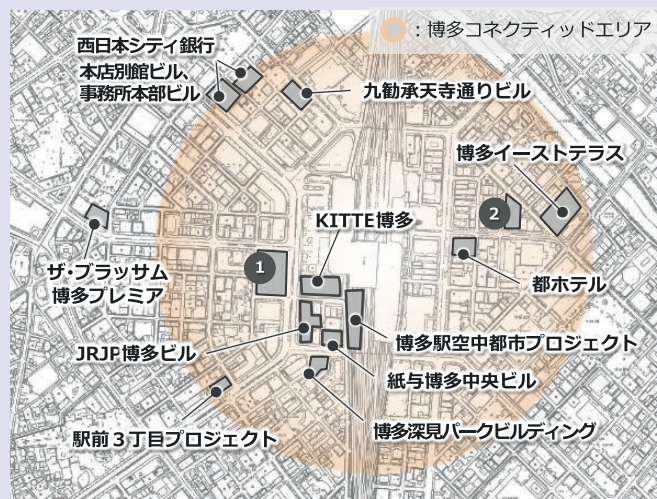 ：博多コネクティッドエリア
西日本シティ銀行
本店別館ビル、
事務所本部ビル
九勧承天寺通りビル
博多イーストテラス
2
KITTE博多
1
ザ・ブラッサム
博多プレミア
都ホテル
JRJP博多ビル
博多駅空中都市プロジェクト
紙与博多中央ビル
駅前３丁目プロジェクト
博多深見パークビルディング